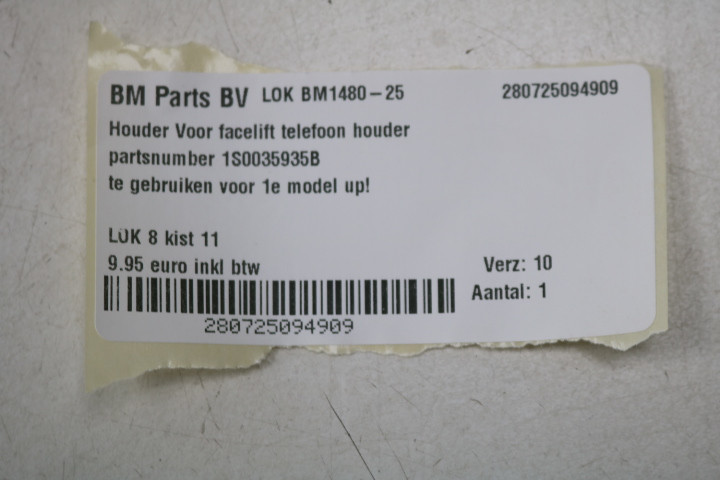 BM Parts BV LOK BM1480-25 280725094909
Houder Voor facelift telefoon houder
partsnumber 1S0035935B
te gebruiken voor 1e model up!
LOK 8 kist 11
9.95 euro inkl btw Verz: 10
Aantal: 1
280725094909